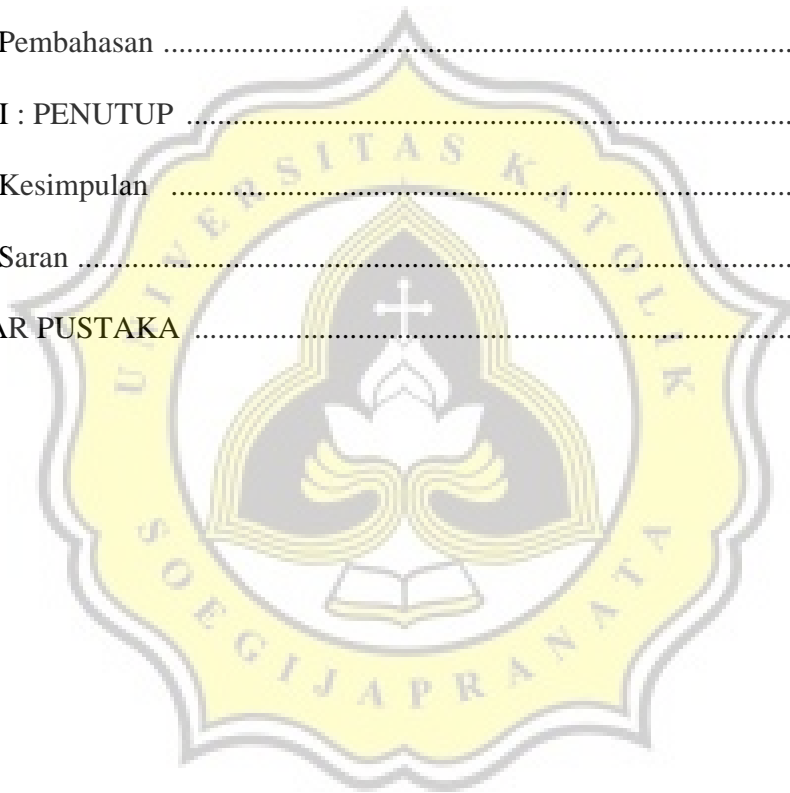 Pembahasan ................................................................................
I : PENUTUP .............................................................................
Kesimpulan ...............................................................................
Saran ...........................................................................................
AR PUSTAKA ............................................................................
UNIVERSITAS KATOLIK
SOEGIJAPRANATA